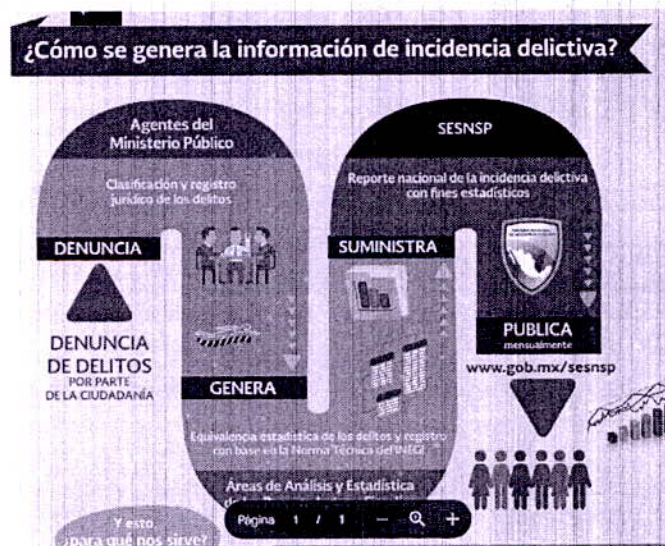 ¿Cómo se genera la información de incidencia delictiva?
Agentes del
Ministerio Público
Clasificación y registro
jurídico de los delitos
DENUNCIA
DENUNCIA
DE DELITOS
POR PARTE
DE LA CIUDADANÍA
GENERA
Equivalencia estadística de los delitos y registro
con base en la Norma Técnica del INEGI
Áreas de Análisis y Estadística
SUMINISTRA
SESNSP
Reporte nacional de la incidencia delictiva
con fines estadísticos
PUBLICA
mensualmente
www.gob.mx/sesnsp
Y esto
¿para qué nos sirve?
Página 1 / 1